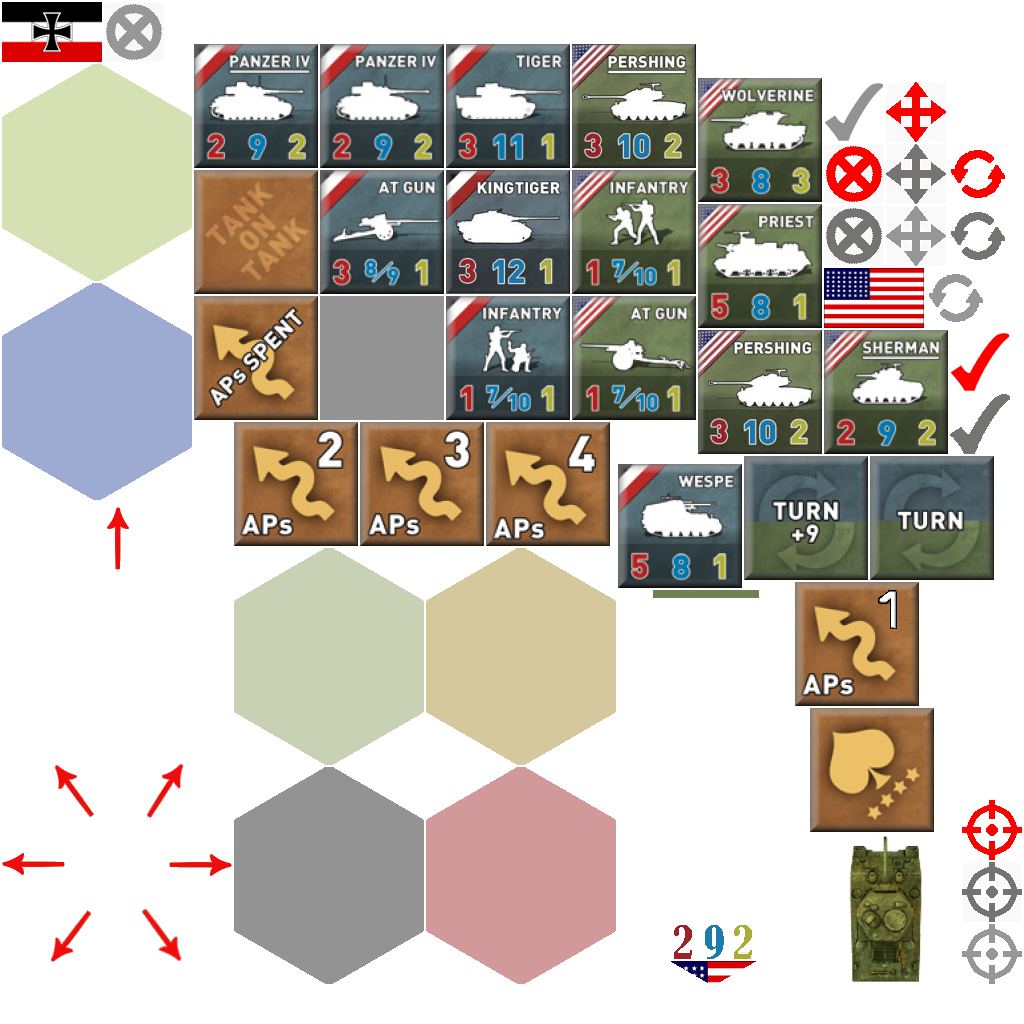 PANZER IV
2 9 2
PANZER IV
2 9 2
TIGER
3 11 1
PERSHING
3 10 2
WOLVERINE
3 8 3
TANK
ON
TANK
AT GUN
3 8/9 1
KINGTIGER
3 12 1
INFANTRY
1 7/10 1
PRIEST
5 8 1
APs SPENT
INFANTRY
1 7/10 1
AT GUN
1 7/10 1
PERSHING
3 10 2
SHERMAN
2 9 2
2
APs
3
APs
4
APs
WESPE
5 8 1
TURN
+9
TURN
1
APs
2 9 2